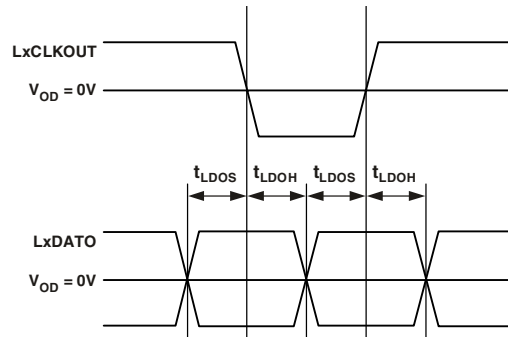 LxCLKOUT
VOD = 0V
tLDOS tLDOH tLDOS tLDOH
LxDATO
VOD = 0V